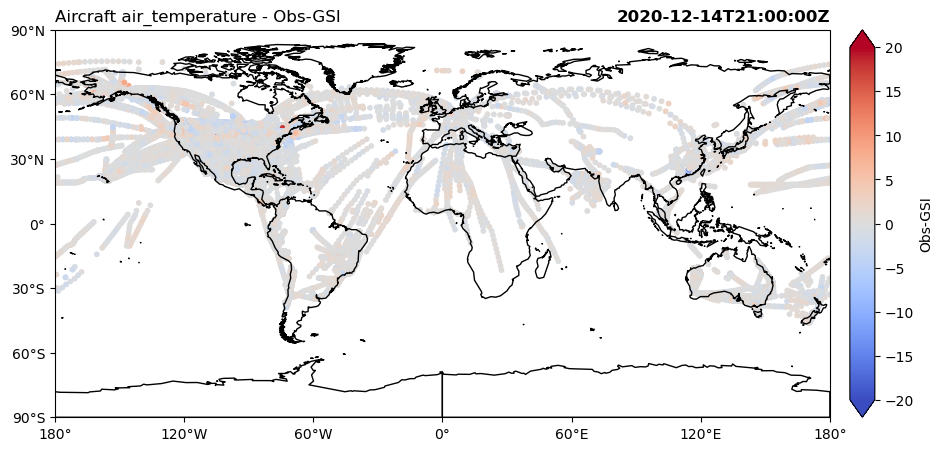 Aircraft air_temperature - Obs-GSI
2020-12-14T21:00:00Z
90°N
60°N
30°N
0°
30°S
60°S
90°S
180°
120°W
60°W
0°
60°E
120°E
180°
20
15
10
5
0
−5
−10
−15
−20
Obs-GSI